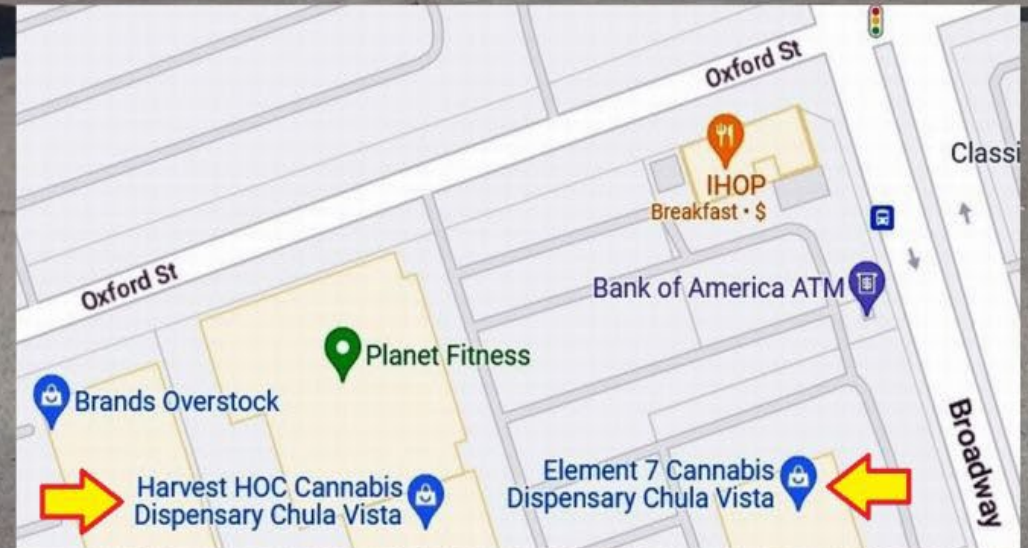 Oxford St
Classi
IHOP
Breakfast • $
Oxford St
Bank of America ATM
Planet Fitness
Brands Overstock
Broadway
Harvest HOC Cannabis
Dispensary Chula Vista
Element 7 Cannabis
Dispensary Chula Vista